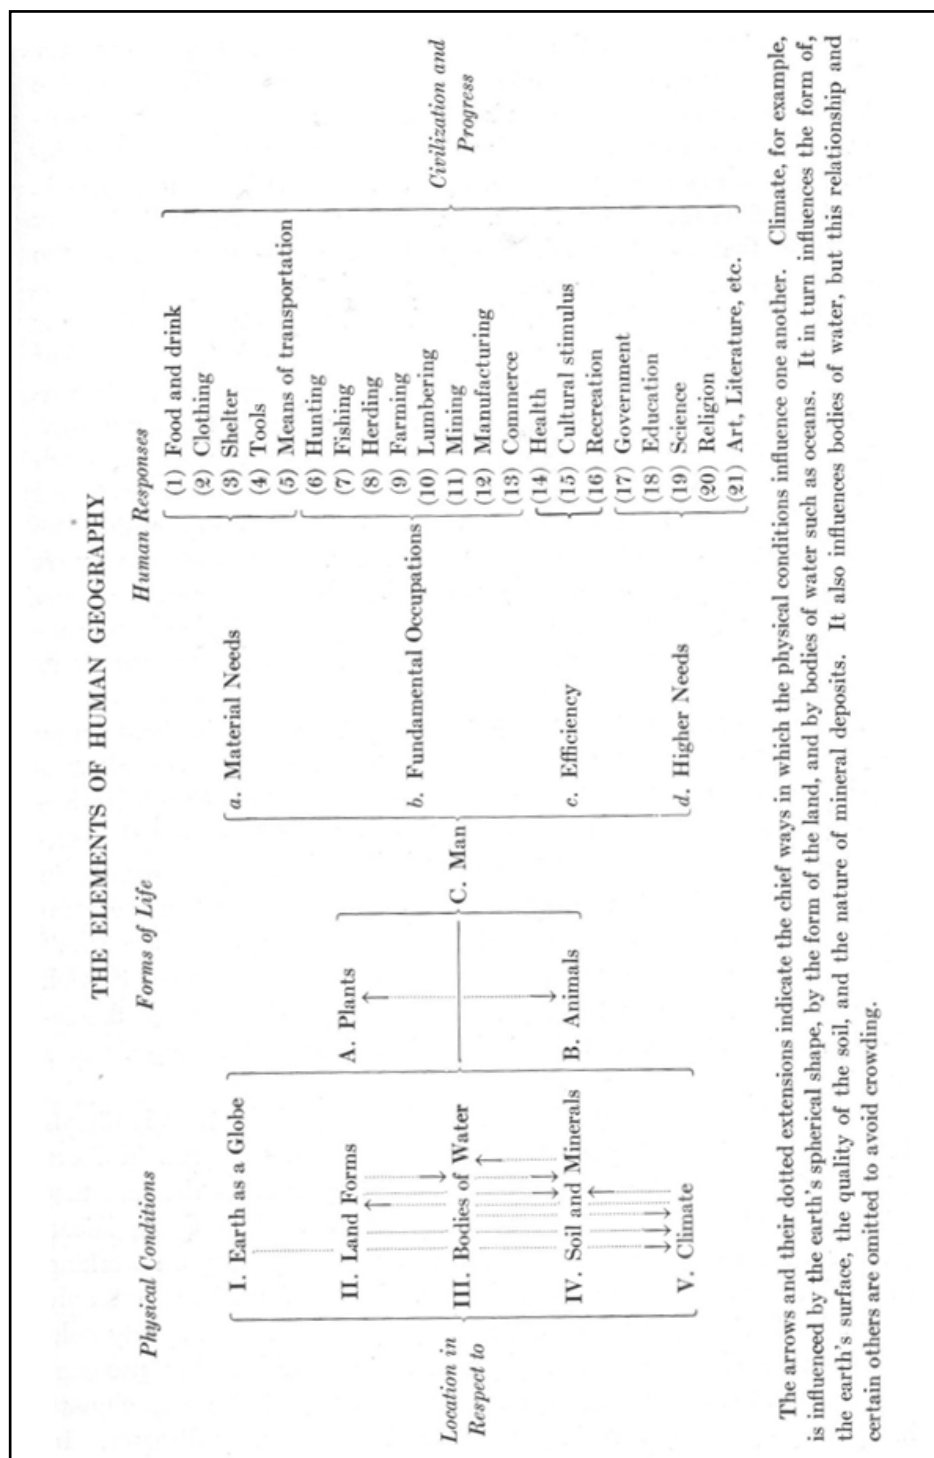 THE ELEMENTS OF HUMAN GEOGRAPHY
Physical Conditions
Forms of Life
Human Responses
Location in
Respect to
I. Earth as a Globe
II. Land Forms
III. Bodies of Water
IV. Soil and Minerals
V. Climate
A. Plants
B. Animals
C. Man
a. Material Needs
b. Fundamental Occupations
c. Efficiency
d. Higher Needs
(1) Food and drink
(2) Clothing
(3) Shelter
(4) Tools
(5) Means of transportation
(6) Hunting
(7) Fishing
(8) Herding
(9) Farming
(10) Lumbering
(11) Mining
(12) Manufacturing
(13) Commerce
(14) Health
(15) Cultural stimulus
(16) Recreation
(17) Government
(18) Education
(19) Science
(20) Religion
(21) Art, Literature, etc.
Civilization and
Progress
The arrows and their dotted extensions indicate the chief ways in which the physical conditions influence one another. Climate, for example,
is influenced by the earth's spherical shape, by the form of the land, and by bodies of water such as oceans. It in turn influences the form of,
the earth's surface, the quality of the soil, and the nature of mineral deposits. It also influences bodies of water, but this relationship and
certain others are omitted to avoid crowding.